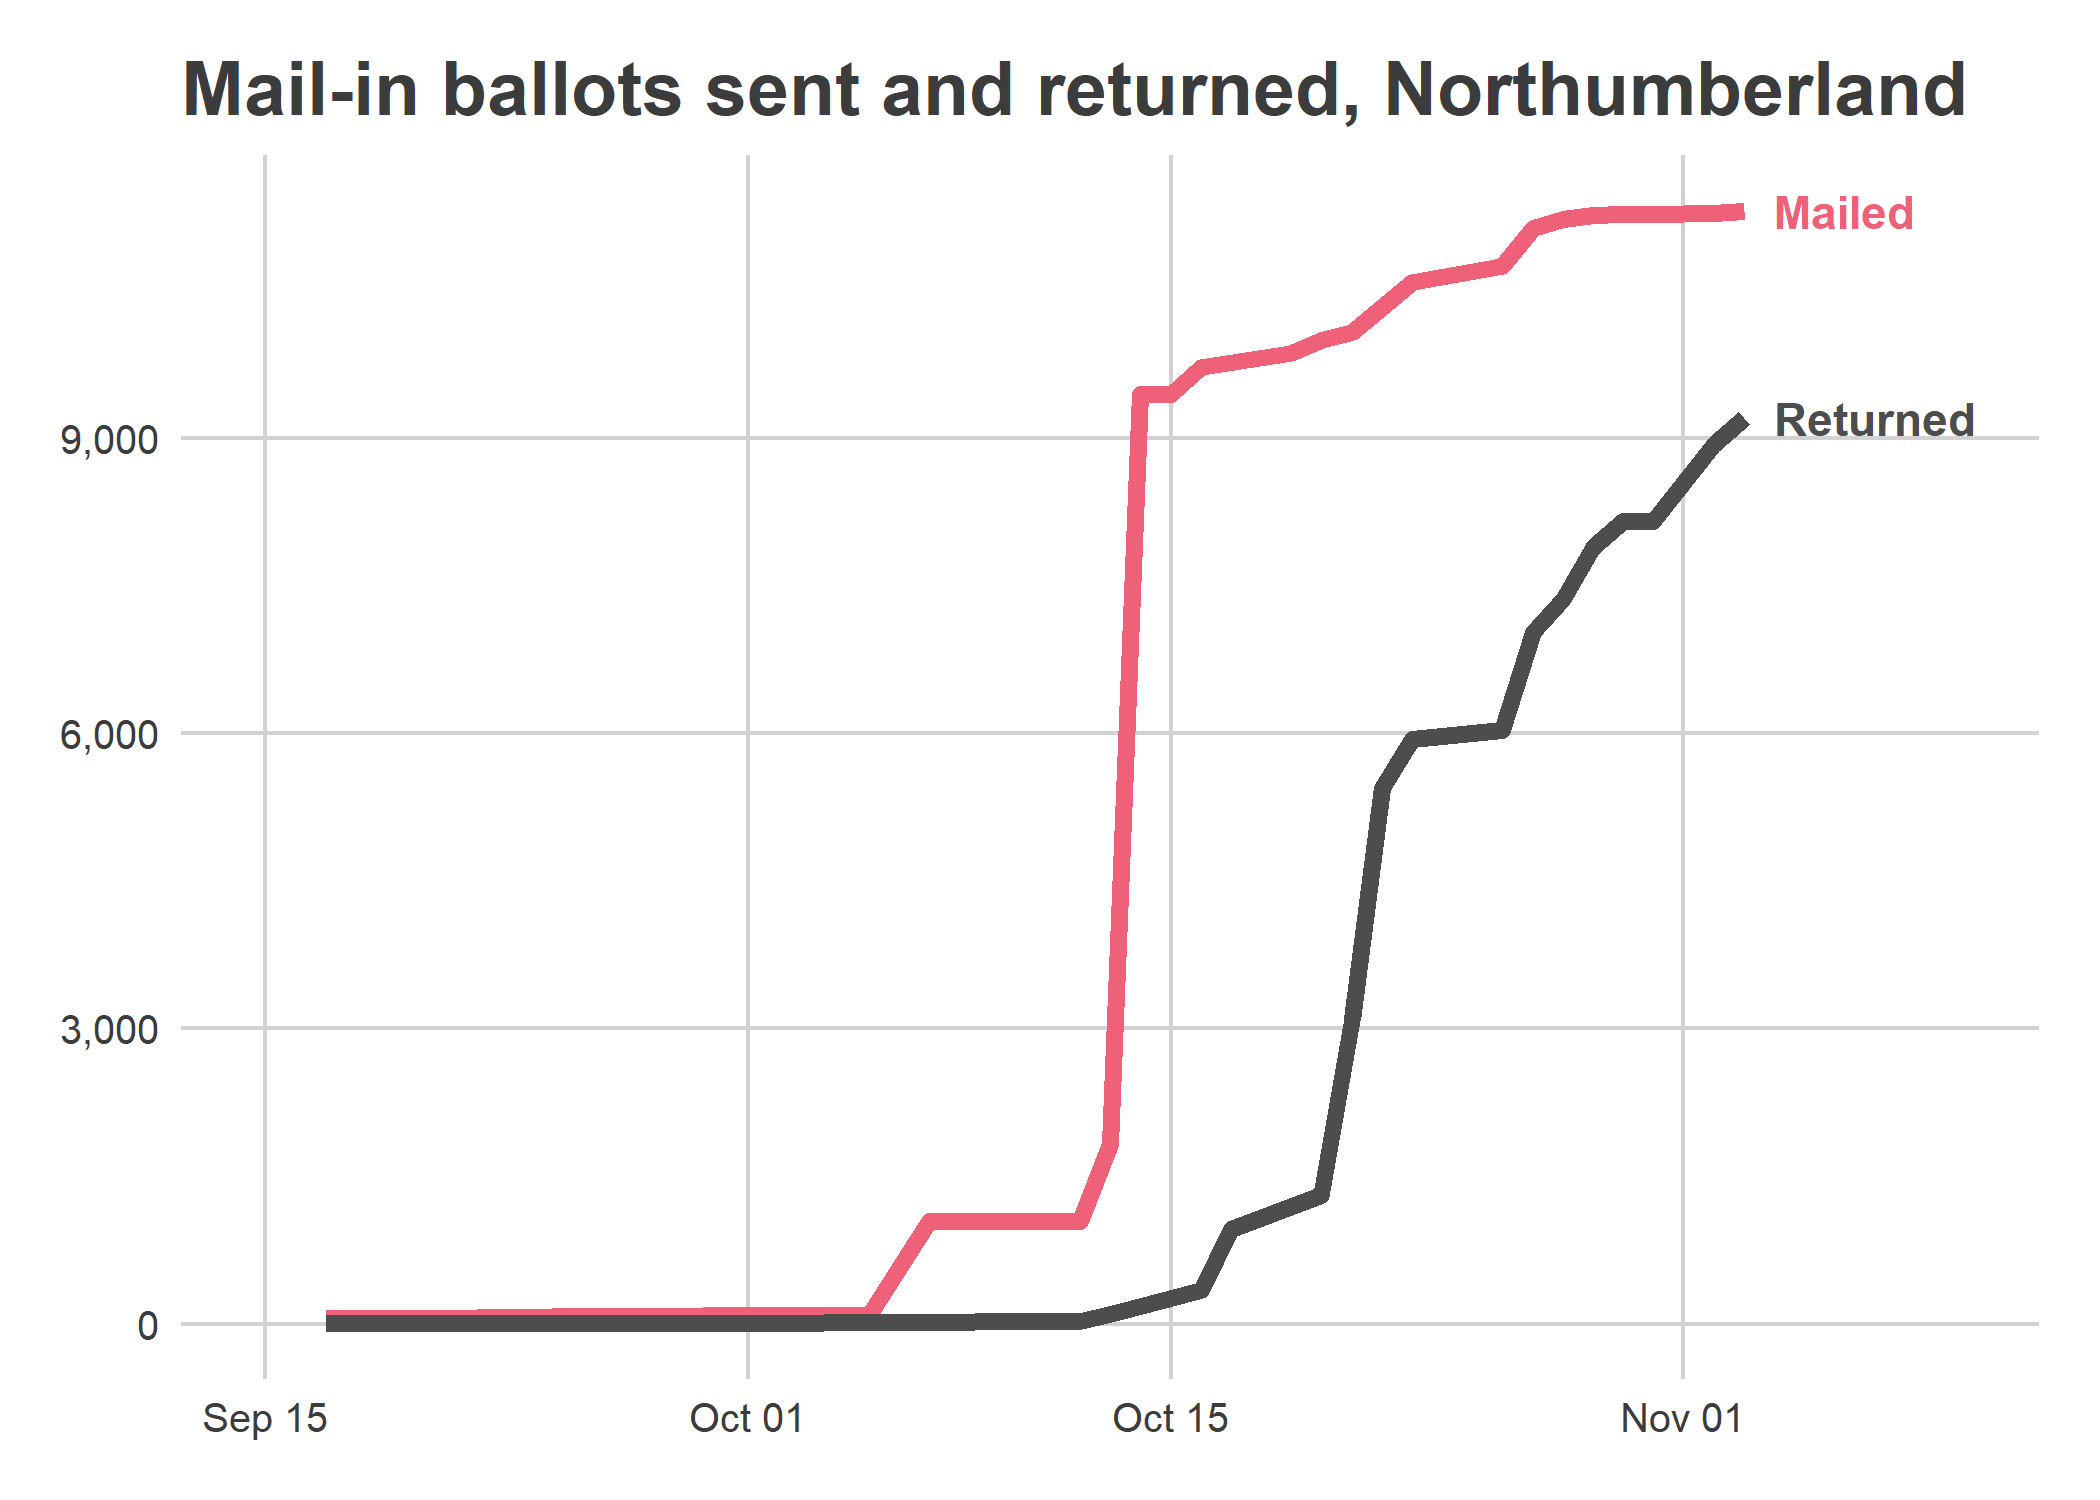 Mail-in ballots sent and returned, Northumberland
Mailed
Returned
9,000
6,000
3,000
0
Sep 15
Oct 01
Oct 15
Nov 01